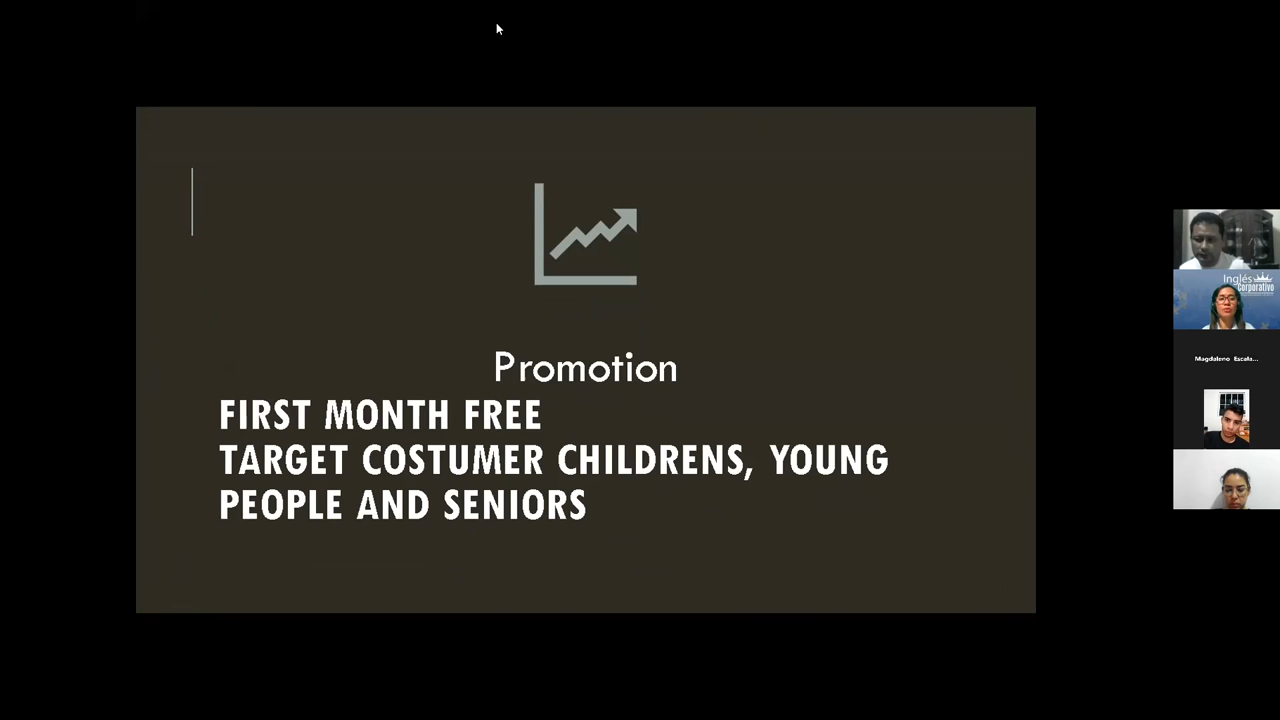 Promotion
FIRST MONTH FREE
TARGET COSTUMER CHILDRENS, YOUNG
PEOPLE AND SENIORS
Inglés
Corporativo
Magdaleno Escala...